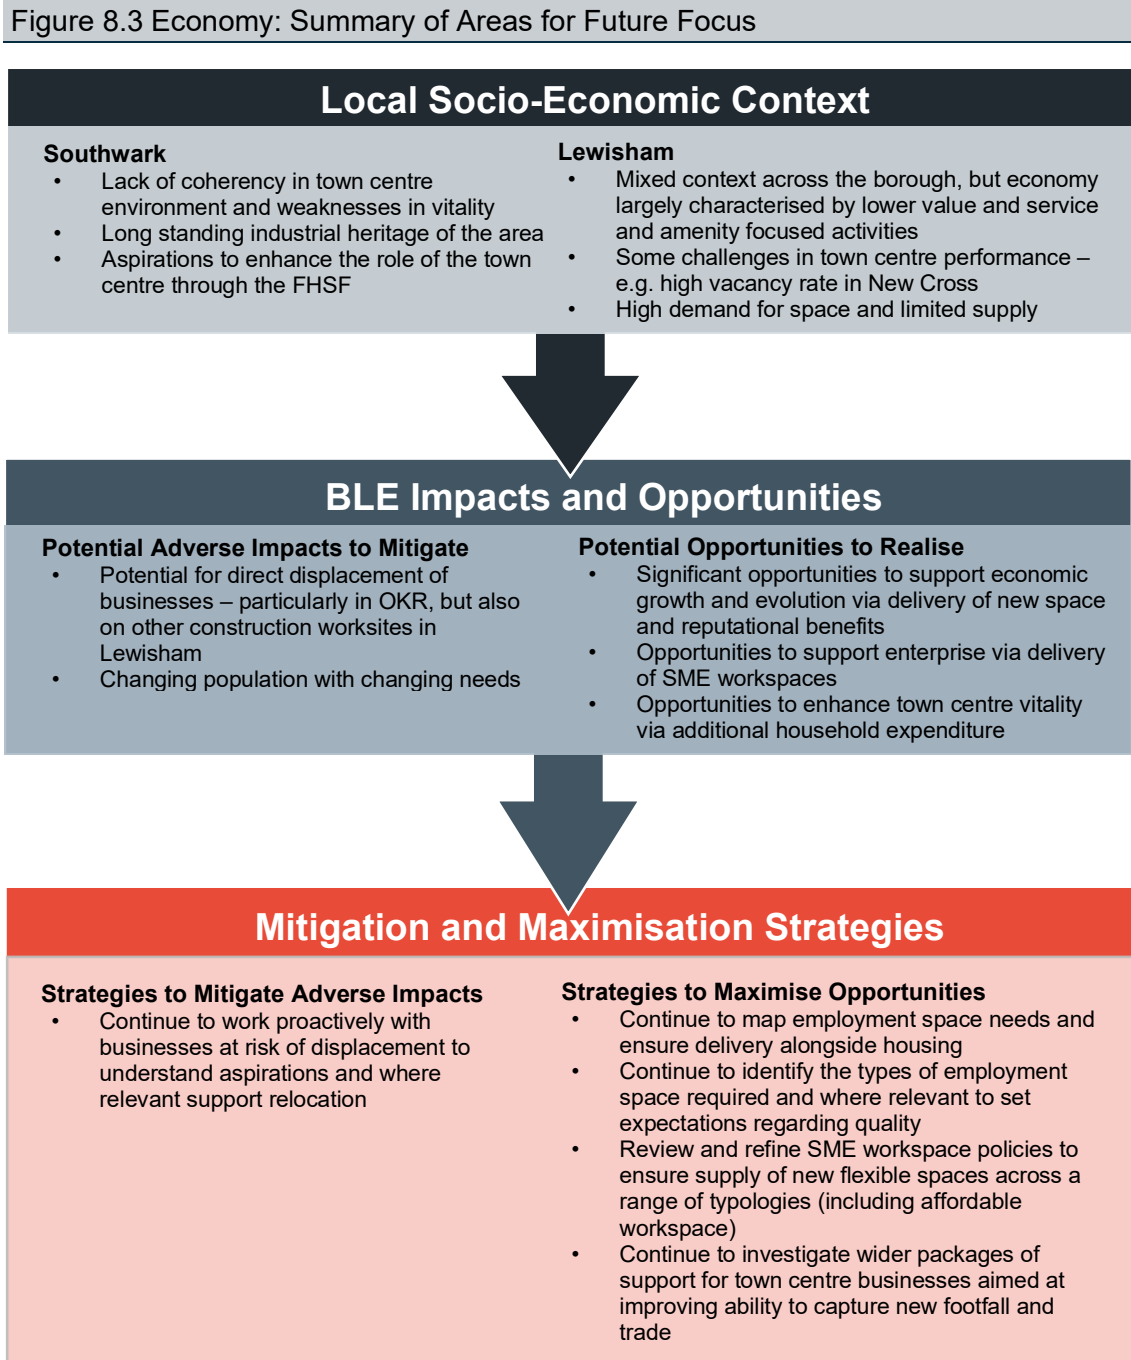 Figure 8.3 Economy: Summary of Areas for Future Focus
Local Socio-Economic Context
Southwark
• Lack of coherency in town centre
environment and weaknesses in vitality
• Long standing industrial heritage of the area
• Aspirations to enhance the role of the town
centre through the FHSF
Lewisham
• Mixed context across the borough, but economy
largely characterised by lower value and service
and amenity focused activities
• Some challenges in town centre performance –
e.g. high vacancy rate in New Cross
• High demand for space and limited supply
BLE Impacts and Opportunities
Potential Adverse Impacts to Mitigate
• Potential for direct displacement of
businesses – particularly in OKR, but also
on other construction worksites in
Lewisham
• Changing population with changing needs
Potential Opportunities to Realise
• Significant opportunities to support economic
growth and evolution via delivery of new space
and reputational benefits
• Opportunities to support enterprise via delivery
of SME workspaces
• Opportunities to enhance town centre vitality
via additional household expenditure
Mitigation and Maximisation Strategies
Strategies to Mitigate Adverse Impacts
• Continue to work proactively with
businesses at risk of displacement to
understand aspirations and where
relevant support relocation
Strategies to Maximise Opportunities
• Continue to map employment space needs and
ensure delivery alongside housing
• Continue to identify the types of employment
space required and where relevant to set
expectations regarding quality
• Review and refine SME workspace policies to
ensure supply of new flexible spaces across a
range of typologies (including affordable
workspace)
• Continue to investigate wider packages of
support for town centre businesses aimed at
improving ability to capture new footfall and
trade